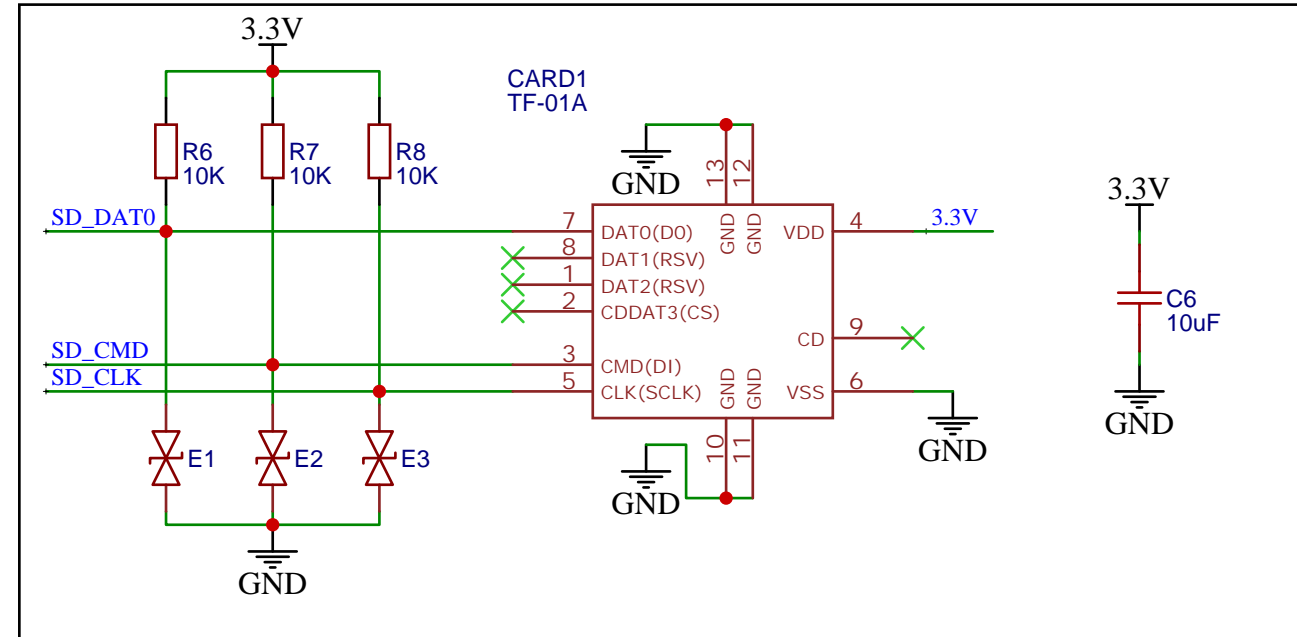 3.3V
CARD1
TF-01A
R6
10K
R7
10K
R8
10K
GND
13
12
3.3V
SD_DAT0
7
DAT0(D0)
GND
GND
VDD
4
3.3V
8
DAT1(RSV)
1
DAT2(RSV)
2
CDDAT3(CS)
C6
10uF
CD
9
SD_CMD
3
CMD(DI)
SD_CLK
5
CLK(SCLK)
GND
GND
VSS
6
GND
GND
E1
E2
E3
10
11
GND
GND